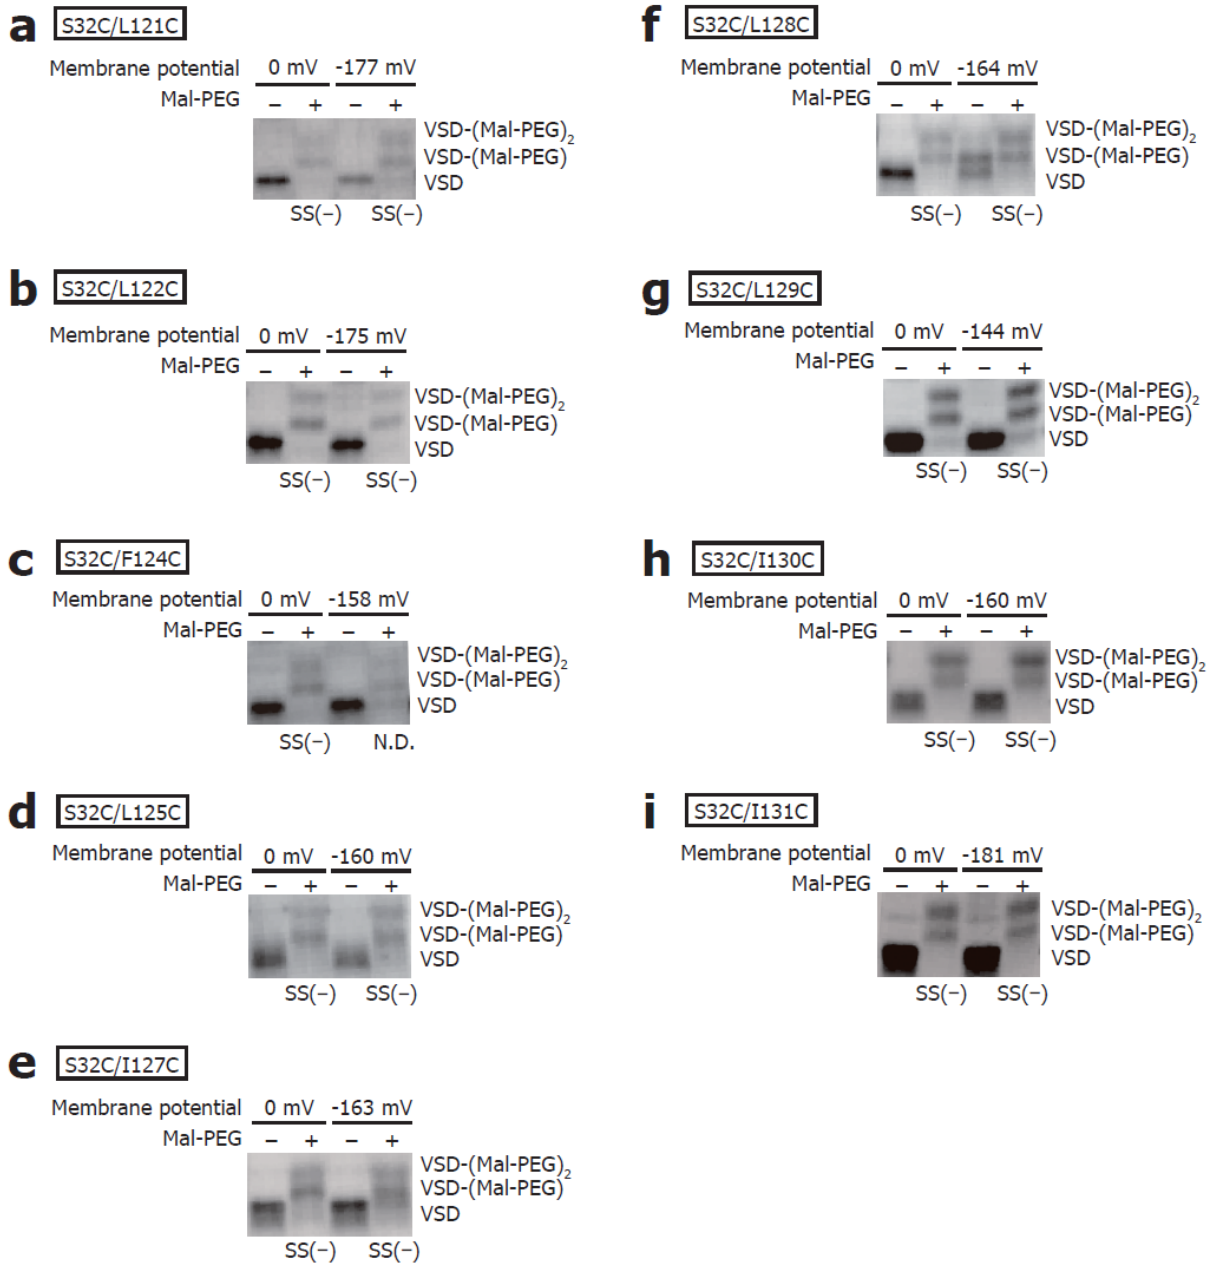 a S32C/L121C
Membrane potential 0 mV -177 mV
Mal-PEG − + − +
VSD-(Mal-PEG)2
VSD-(Mal-PEG)
VSD
SS(−) SS(−)
b S32C/L122C
Membrane potential 0 mV -175 mV
Mal-PEG − + − +
VSD-(Mal-PEG)2
VSD-(Mal-PEG)
VSD
SS(−) SS(−)
c S32C/F124C
Membrane potential 0 mV -158 mV
Mal-PEG − + − +
VSD-(Mal-PEG)2
VSD-(Mal-PEG)
VSD
SS(−) N.D.
d S32C/L125C
Membrane potential 0 mV -160 mV
Mal-PEG − + − +
VSD-(Mal-PEG)2
VSD-(Mal-PEG)
VSD
SS(−) SS(−)
e S32C/I127C
Membrane potential 0 mV -163 mV
Mal-PEG − + − +
VSD-(Mal-PEG)2
VSD-(Mal-PEG)
VSD
SS(−) SS(−)
f S32C/L128C
Membrane potential 0 mV -164 mV
Mal-PEG − + − +
VSD-(Mal-PEG)2
VSD-(Mal-PEG)
VSD
SS(−) SS(−)
g S32C/L129C
Membrane potential 0 mV -144 mV
Mal-PEG − + − +
VSD-(Mal-PEG)2
VSD-(Mal-PEG)
VSD
SS(−) SS(−)
h S32C/I130C
Membrane potential 0 mV -160 mV
Mal-PEG − + − +
VSD-(Mal-PEG)2
VSD-(Mal-PEG)
VSD
SS(−) SS(−)
i S32C/I131C
Membrane potential 0 mV -181 mV
Mal-PEG − + − +
VSD-(Mal-PEG)2
VSD-(Mal-PEG)
VSD
SS(−) SS(−)